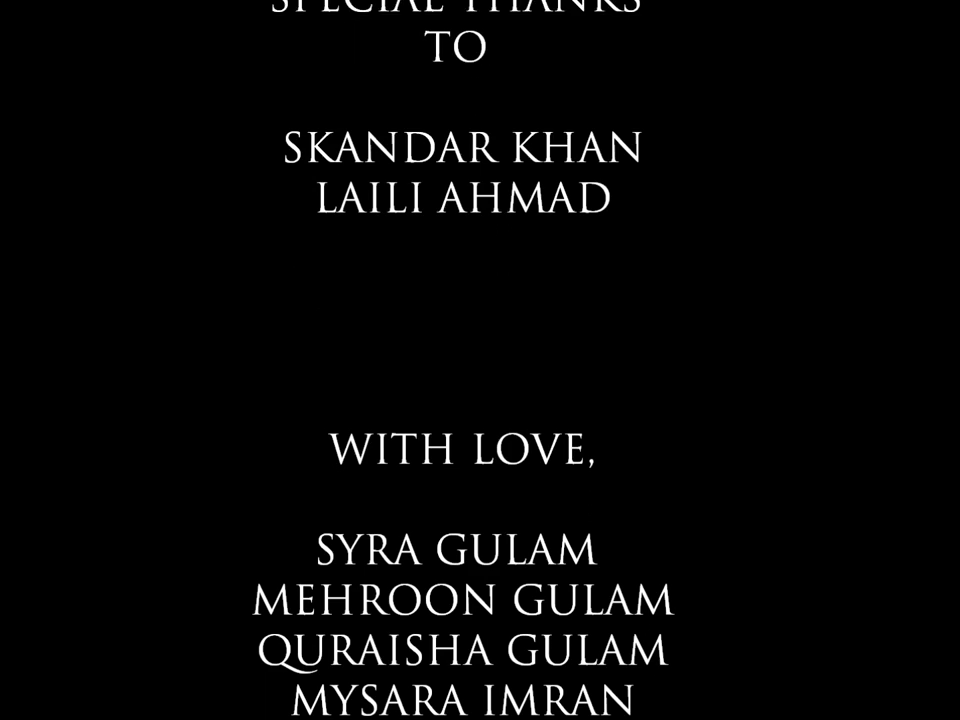 SPECIAL THANKS
TO
SKANDAR KHAN
LAILI AHMAD
WITH LOVE,
SYRA GULAM
MEHROON GULAM
QURAISHA GULAM
MYSARA IMRAN